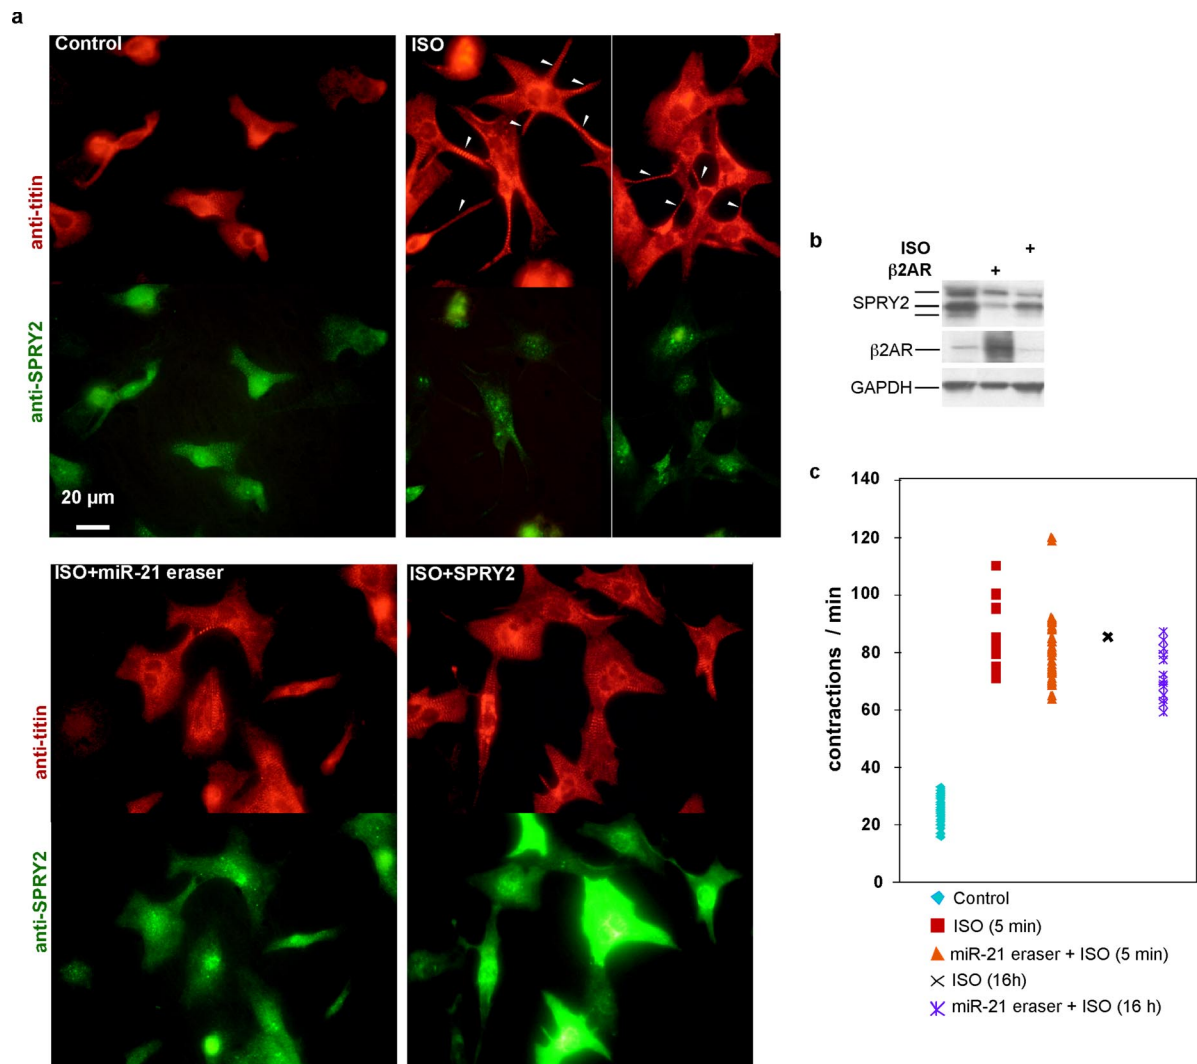 a
Control
ISO
anti-titin
anti-SPRY2
20 µm
ISO+miR-21 eraser
ISO+SPRY2
anti-titin
anti-SPRY2
b
ISO +
β2AR +
SPRY2
β2AR
GAPDH
c
140
120
100
80
60
40
20
0
contractions / min
Control
ISO (5 min)
miR-21 eraser + ISO (5 min)
ISO (16h)
miR-21 eraser + ISO (16 h)